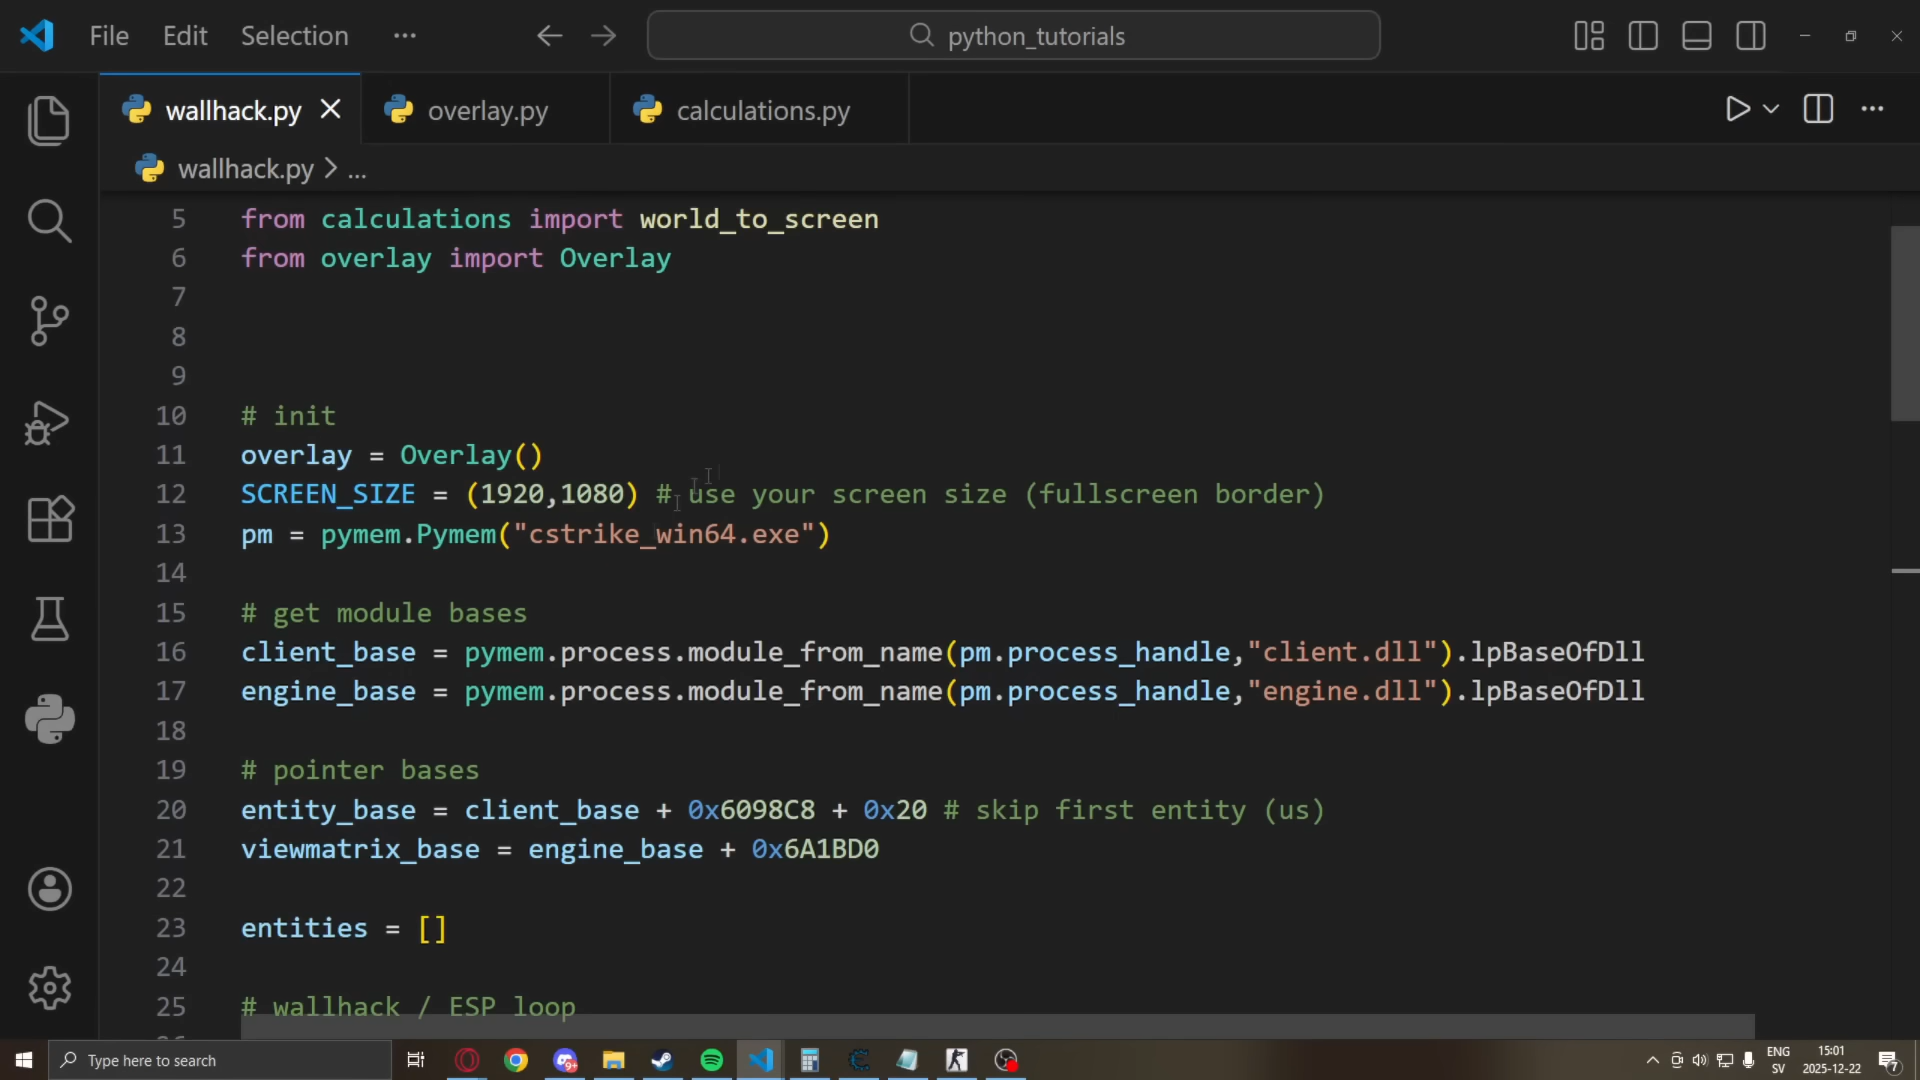 File Edit Selection ··· python_tutorials
wallhack.py overlay.py calculations.py
wallhack.py > ...
5 from calculations import world_to_screen
6 from overlay import Overlay
7
8
9
10 # init
11 overlay = Overlay()
12 SCREEN_SIZE = (1920,1080) # use your screen size (fullscreen border)
13 pm = pymem.Pymem("cstrike_win64.exe")
14
15 # get module bases
16 client_base = pymem.process.module_from_name(pm.process_handle,"client.dll").lpBaseOfDll
17 engine_base = pymem.process.module_from_name(pm.process_handle,"engine.dll").lpBaseOfDll
18
19 # pointer bases
20 entity_base = client_base + 0x6098C8 + 0x20 # skip first entity (us)
21 viewmatrix_base = engine_base + 0x6A1BD0
22
23 entities = []
24
25 # wallhack / ESP loop
Type here to search
9+
ENG
SV
15:01
2025-12-22
7